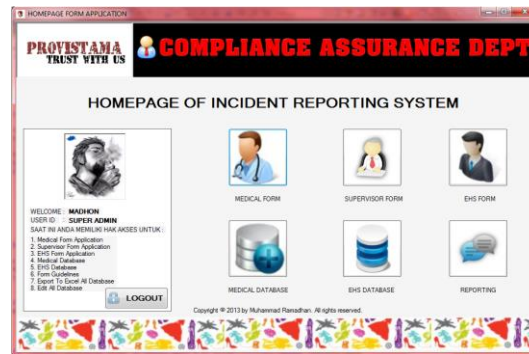 HOMEPAGE FORM APPLICATION
PROVISTAMA
TRUST WITH US
COMPLIANCE ASSURANCE DEPT
HOMEPAGE OF INCIDENT REPORTING SYSTEM
WELCOME : MADHON
USER ID : SUPER ADMIN
SAAT INI ANDA MEMILIKI HAK AKSES UNTUK :
1. Medical Form Application
2. Supervisor Form Application
3. EHS Form Application
4. Medical Database
5. EHS Database
6. Form Guidelines
7. Export To Excel All Database
8. Edit All Database
LOGOUT
MEDICAL FORM
SUPERVISOR FORM
EHS FORM
MEDICAL DATABASE
EHS DATABASE
REPORTING
Copyright © 2013 by Muhammad Ramadhan. All rights reserved.